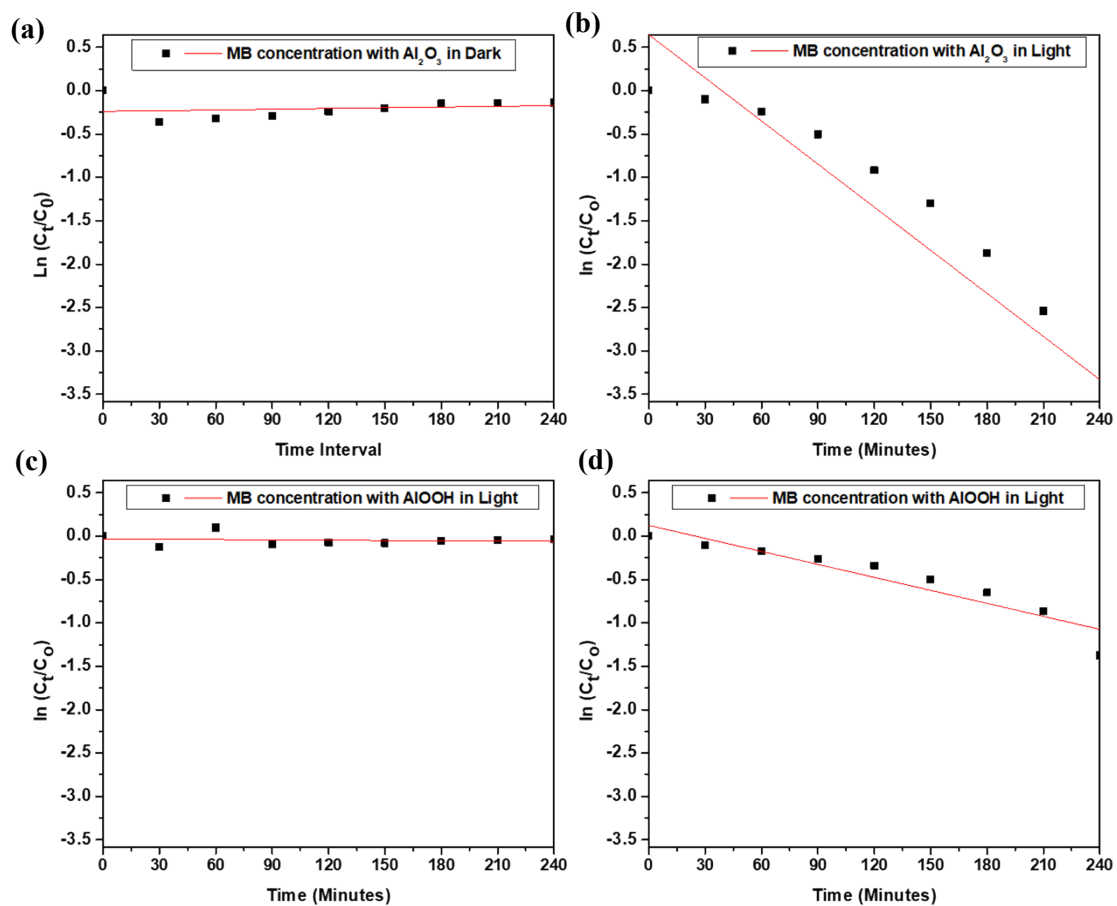 (a)
MB concentration with Al₂O₃ in Dark
Ln (Cₜ/C₀)
0.5
0.0
-0.5
-1.0
-1.5
-2.0
-2.5
-3.0
-3.5
0 30 60 90 120 150 180 210 240
Time Interval
(b)
MB concentration with Al₂O₃ in Light
ln (Cₜ/Cₒ)
0.5
0.0
-0.5
-1.0
-1.5
-2.0
-2.5
-3.0
-3.5
0 30 60 90 120 150 180 210 240
Time (Minutes)
(c)
MB concentration with AlOOH in Light
ln (Cₜ/Cₒ)
0.5
0.0
-0.5
-1.0
-1.5
-2.0
-2.5
-3.0
-3.5
0 30 60 90 120 150 180 210 240
Time (Minutes)
(d)
MB concentration with AlOOH in Light
ln (Cₜ/Cₒ)
0.5
0.0
-0.5
-1.0
-1.5
-2.0
-2.5
-3.0
-3.5
0 30 60 90 120 150 180 210 240
Time (Minutes)